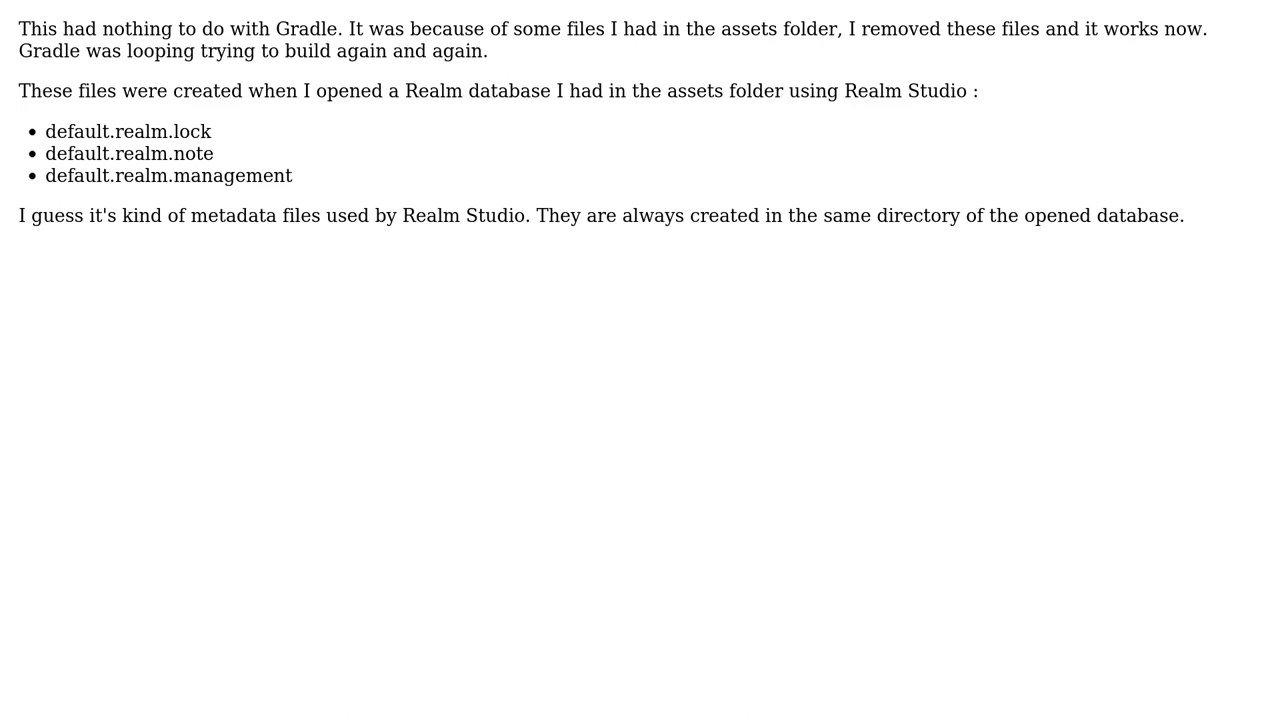 This had nothing to do with Gradle. It was because of some files I had in the assets folder, I removed these files and it works now.
Gradle was looping trying to build again and again.
These files were created when I opened a Realm database I had in the assets folder using Realm Studio :
• default.realm.lock
• default.realm.note
• default.realm.management
I guess it's kind of metadata files used by Realm Studio. They are always created in the same directory of the opened database.